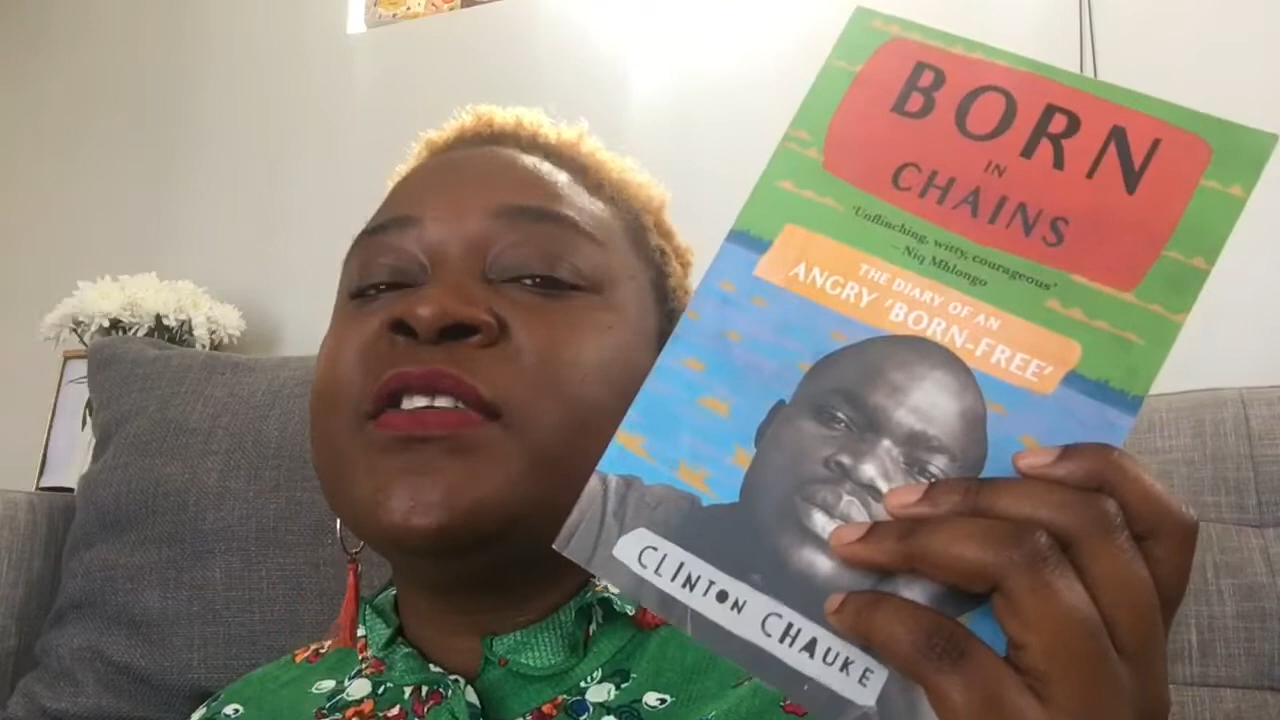 BORN
IN
CHAINS
'Unflinching, witty, courageous'
– Niq Mhlongo
THE DIARY OF AN
ANGRY 'BORN-FREE'
CLINTON CHAUKE